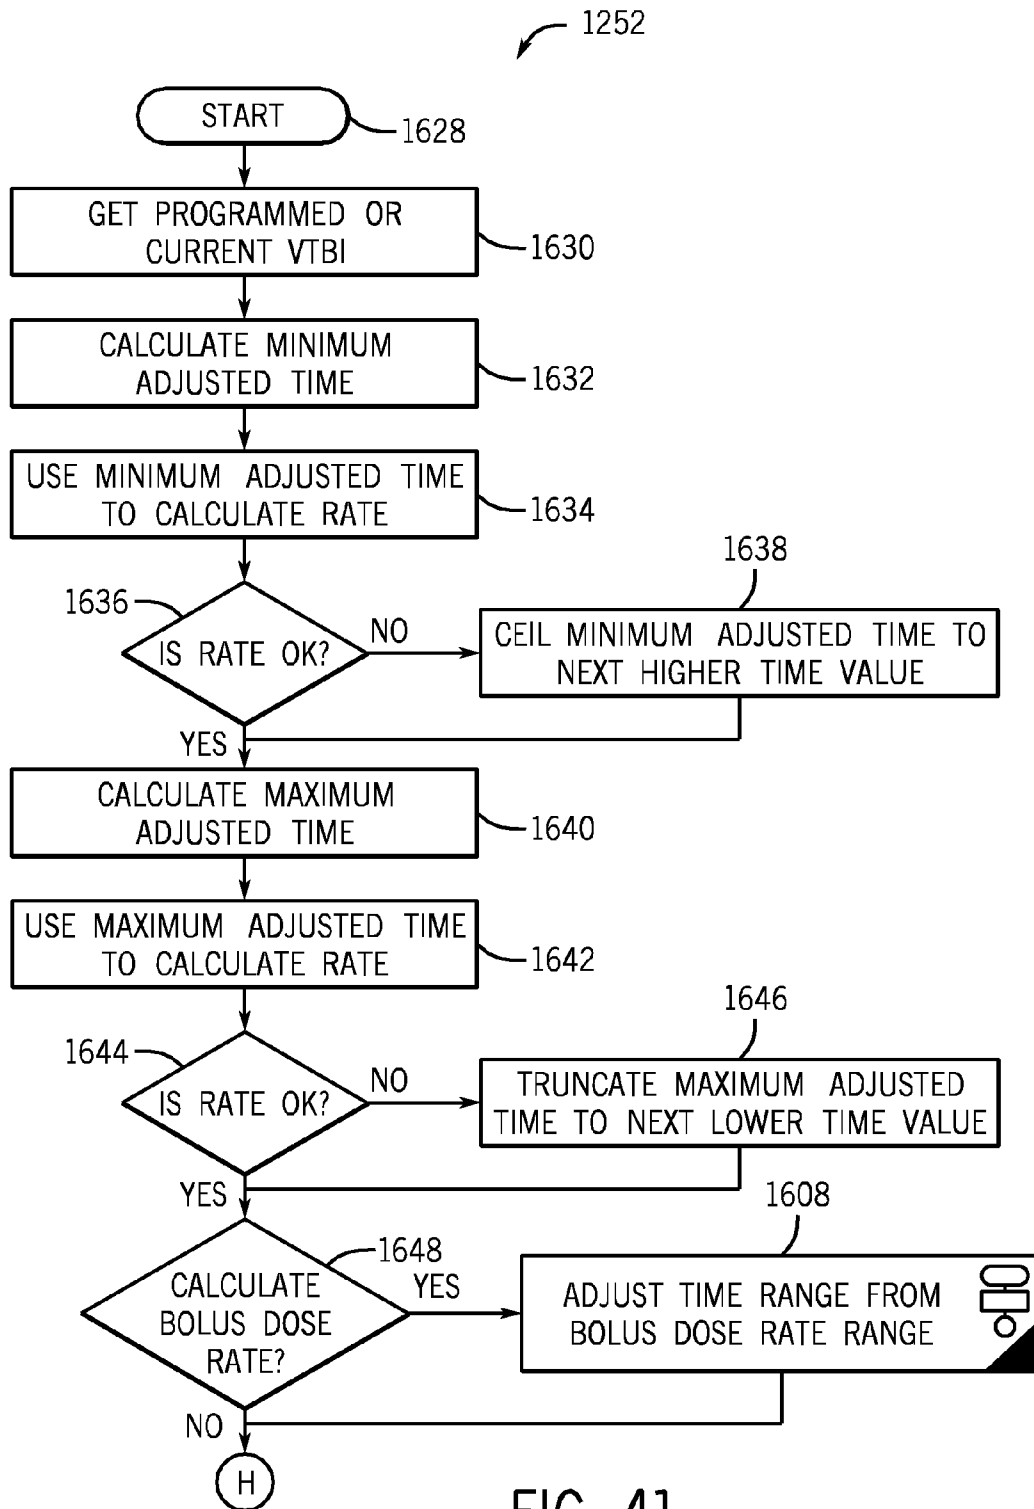 1252
START
1628
GET PROGRAMMED OR
CURRENT VTBI
1630
CALCULATE MINIMUM
ADJUSTED TIME
1632
USE MINIMUM ADJUSTED TIME
TO CALCULATE RATE
1634
1636
IS RATE OK?
NO
1638
CEIL MINIMUM ADJUSTED TIME TO
NEXT HIGHER TIME VALUE
YES
CALCULATE MAXIMUM
ADJUSTED TIME
1640
USE MAXIMUM ADJUSTED TIME
TO CALCULATE RATE
1642
1644
IS RATE OK?
NO
1646
TRUNCATE MAXIMUM ADJUSTED
TIME TO NEXT LOWER TIME VALUE
YES
1648
CALCULATE
BOLUS DOSE
RATE?
YES
1608
ADJUST TIME RANGE FROM
BOLUS DOSE RATE RANGE
NO
H
FIG. 41